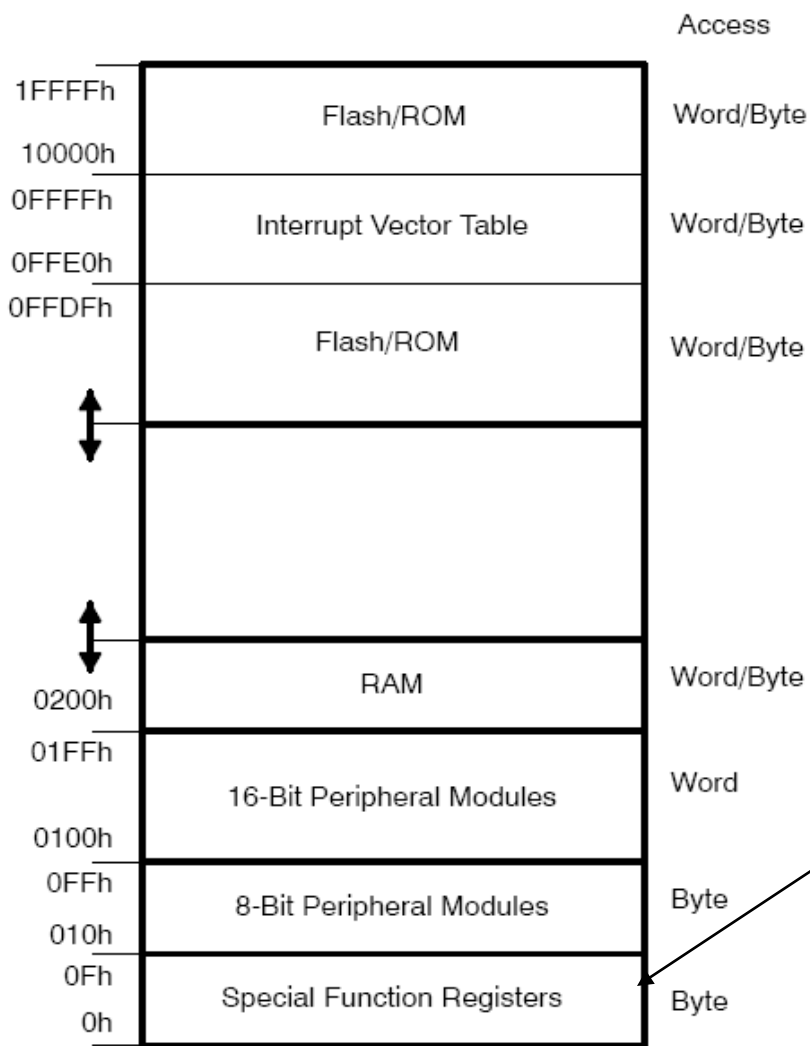 Access
1FFFFh
Flash/ROM Word/Byte
10000h
0FFFFh
Interrupt Vector Table Word/Byte
0FFE0h
0FFDFh
Flash/ROM Word/Byte
RAM Word/Byte
0200h
01FFh
16-Bit Peripheral Modules Word
0100h
0FFh
8-Bit Peripheral Modules Byte
010h
0Fh
Special Function Registers Byte
0h